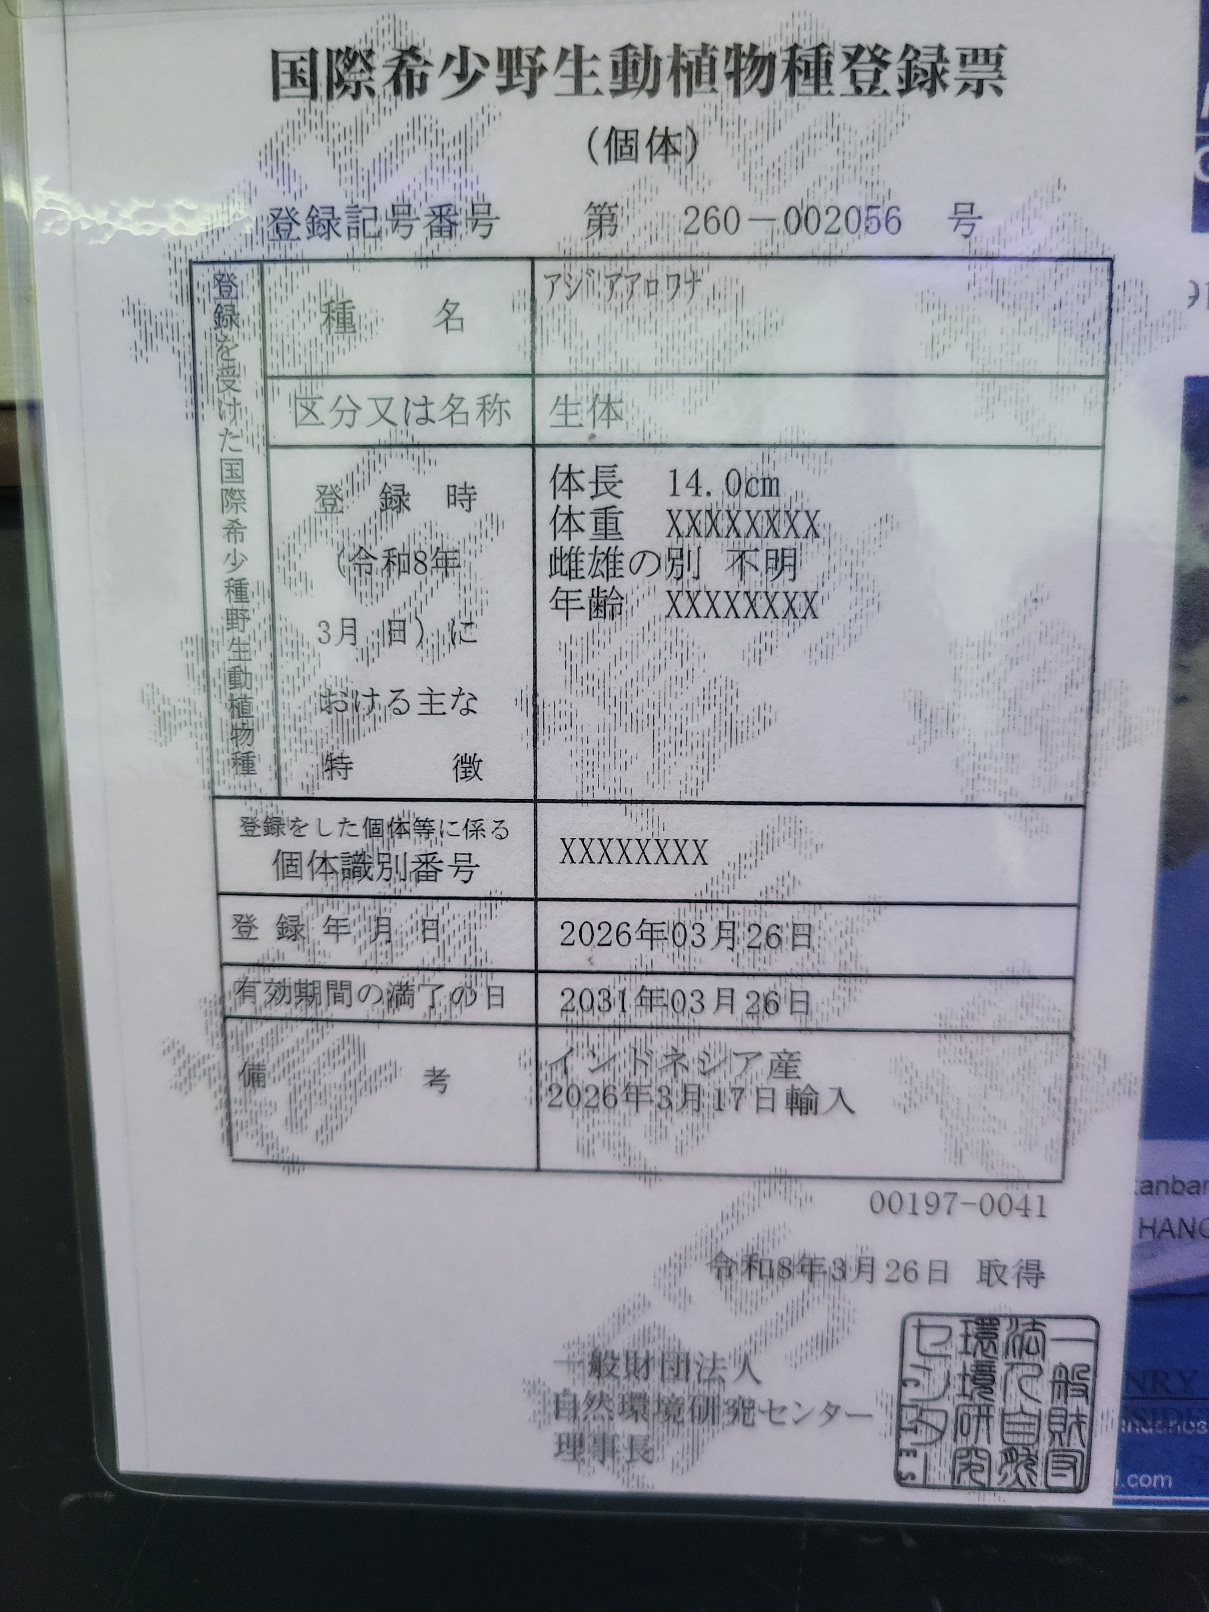 国際希少野生動植物種登録票
（個体）
登録記号番号 第 260－002056 号
登録を受けた国際希少種野生動植物種
種 名 アジアアロワナ
区分又は名称 生体
登 録 時
（令和8年
3月 日）に
おける主な
特 徴
体長 14.0cm
体重 XXXXXXXX
雌雄の別 不明
年齢 XXXXXXXX
登録をした個体等に係る
個体識別番号 XXXXXXXX
登 録 年 月 日 2026年03月26日
有効期間の満了の日 2031年03月26日
備 考
インドネシア産
2026年3月17日輸入
00197-0041
令和8年3月26日 取得
一般財団法人
自然環境研究センター
理事長
一般財団
法人自然
環境研究
センター
CITES
HANG
l.com